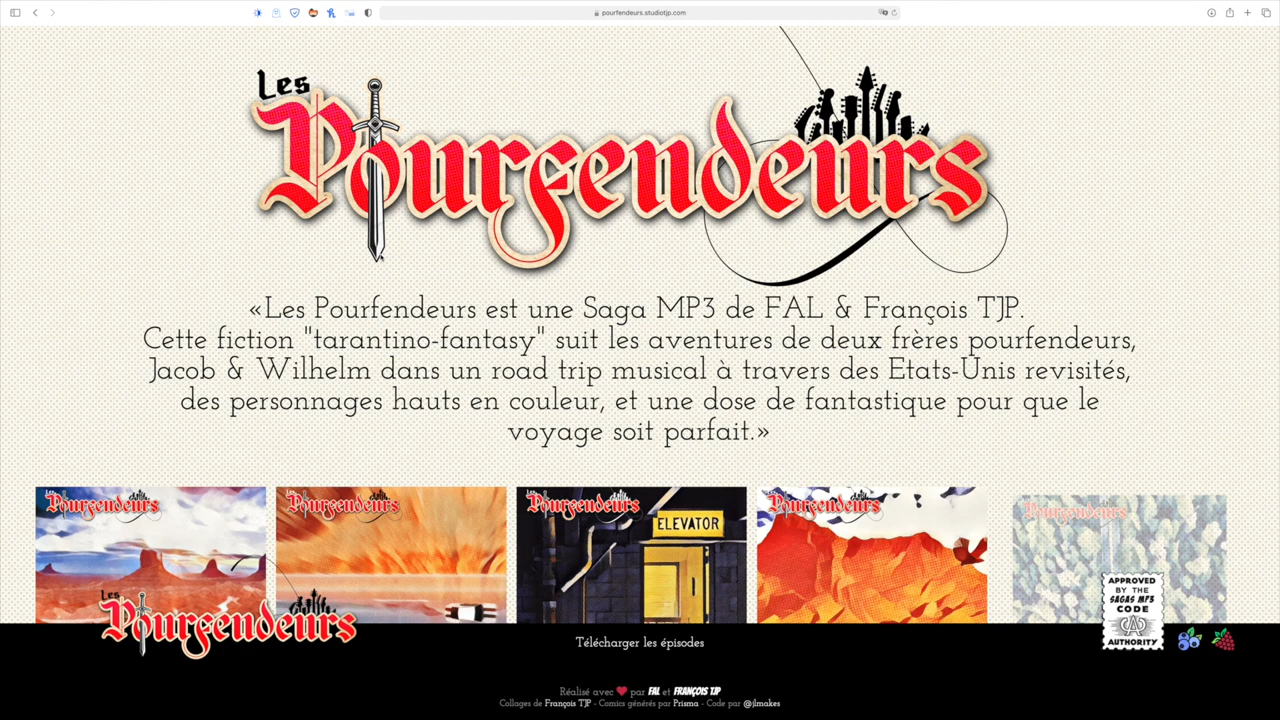 pourfendeurs.studiotjp.com
Les
Pourfendeurs
«Les Pourfendeurs est une Saga MP3 de FAL & François TJP.
Cette fiction "tarantino-fantasy" suit les aventures de deux frères pourfendeurs,
Jacob & Wilhelm dans un road trip musical à travers des Etats-Unis revisités,
des personnages hauts en couleur, et une dose de fantastique pour que le
voyage soit parfait.»
Pourfendeurs
Pourfendeurs
Pourfendeurs
Pourfendeurs
Pourfendeurs
ELEVATOR
Les
Pourfendeurs
Télécharger les épisodes
APPROVED
BY THE
SAGAS MP3
CODE
AUTHORITY
Réalisé avec ❤ par FAL et FRANÇOIS TJP
Collages de François TJP - Comics générés par Prisma - Code par @jlmakes